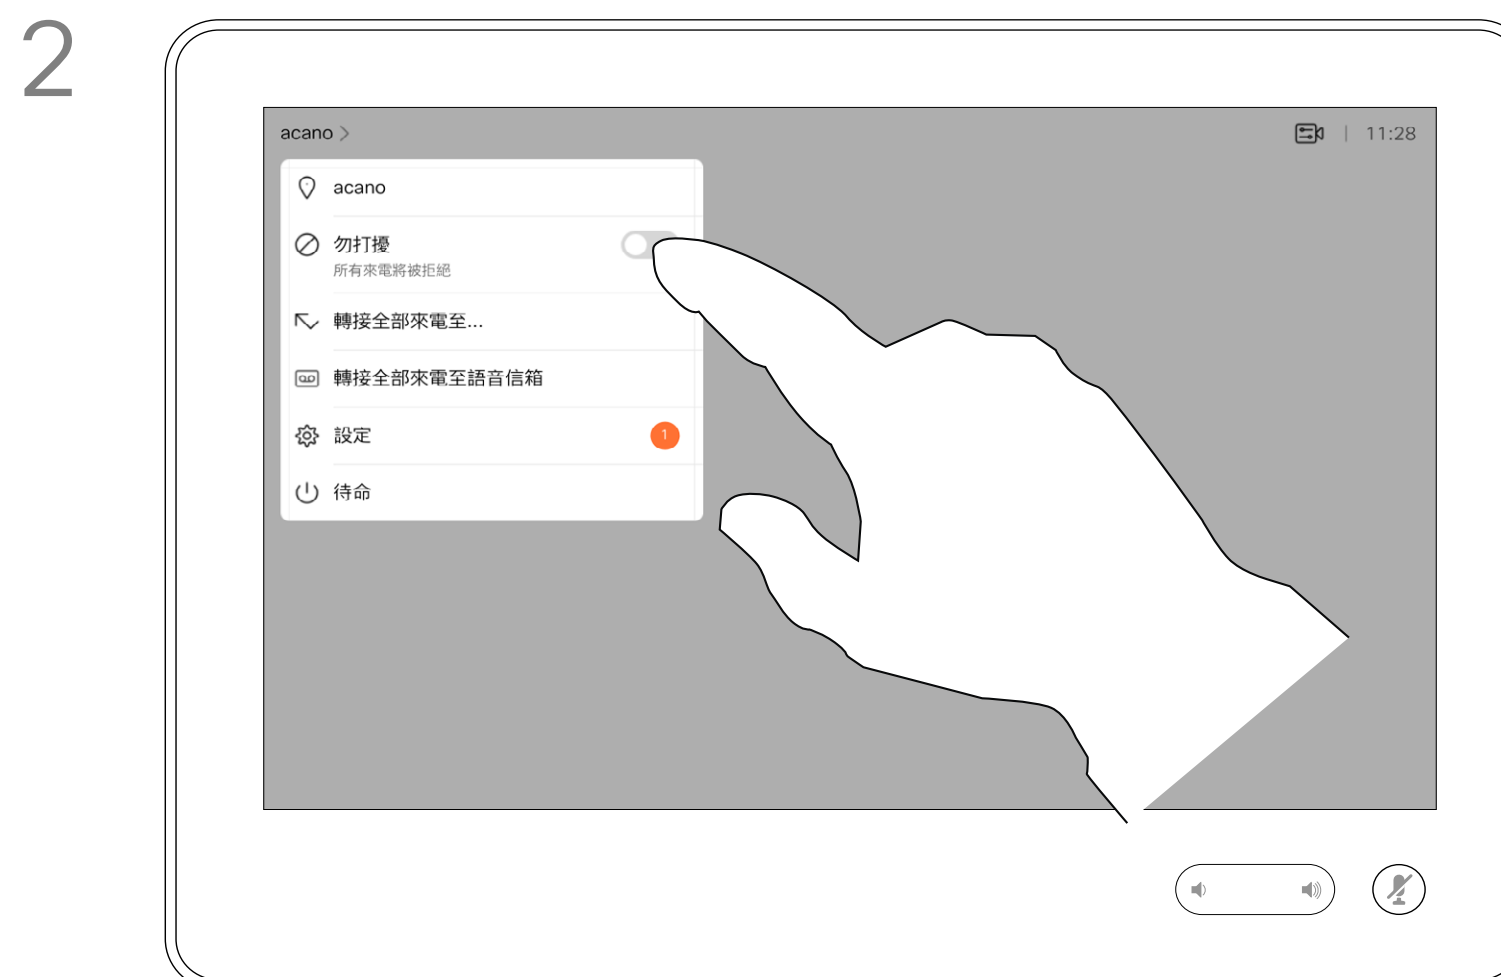 2
acano >
11:28
acano
勿打擾
所有來電將被拒絕
轉接全部來電至...
轉接全部來電至語音信箱
設定
1
待命